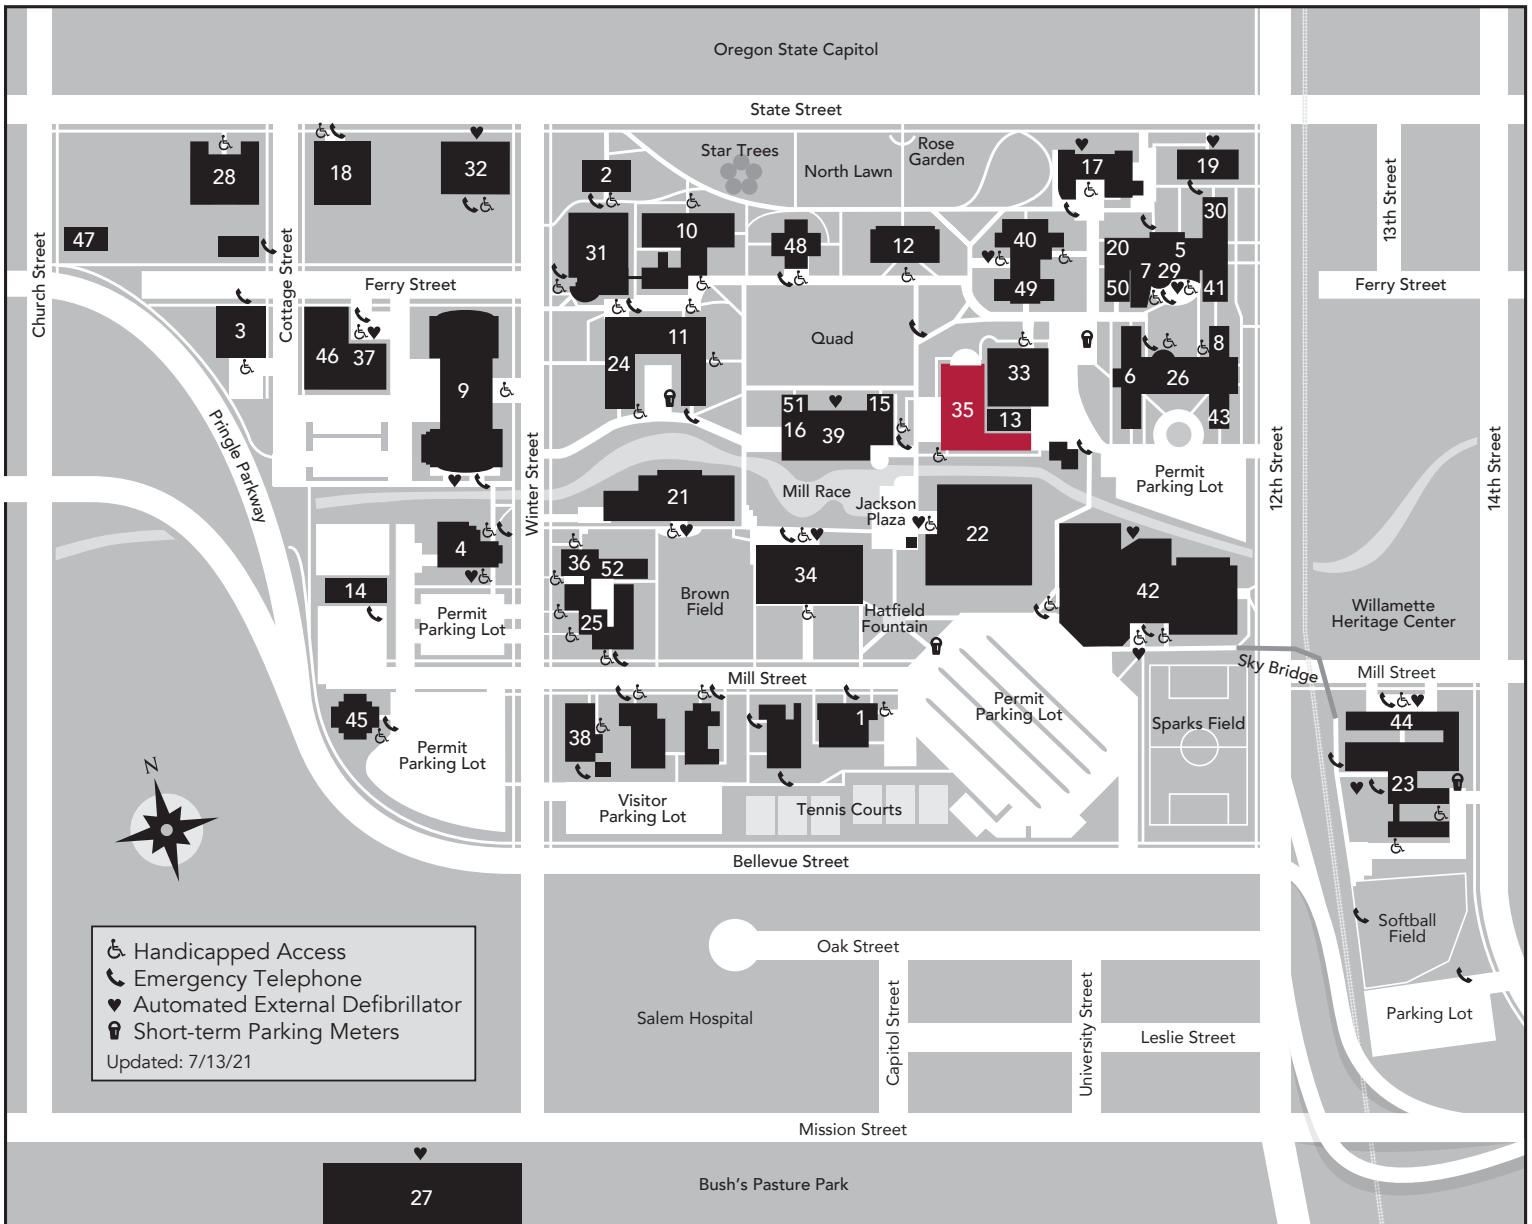 Oregon State Capitol
State Street
Church Street
Cottage Street
Winter Street
12th Street
13th Street
14th Street
Star Trees
North Lawn
Rose
Garden
28
18
32
2
17
19
47
31
10
48
12
40
49
20
5
30
7
29
50
41
Ferry Street
Ferry Street
3
46
37
9
24
11
Quad
33
35
13
6
26
8
43
51
15
16
39
Pringle Parkway
Permit
Parking Lot
21
Mill Race
Jackson
Plaza
22
4
36
52
25
14
Permit
Parking Lot
Brown
Field
34
Hatfield
Fountain
42
Willamette
Heritage Center
Sky Bridge
Mill Street
Mill Street
45
Permit
Parking Lot
38
1
Permit
Parking Lot
Sparks Field
44
23
N
Visitor
Parking Lot
Tennis Courts
Bellevue Street
Softball
Field
Oak Street
Capitol Street
University Street
Salem Hospital
Leslie Street
Parking Lot
Handicapped Access
Emergency Telephone
Automated External Defibrillator
Short-term Parking Meters
Updated: 7/13/21
Mission Street
27
Bush's Pasture Park